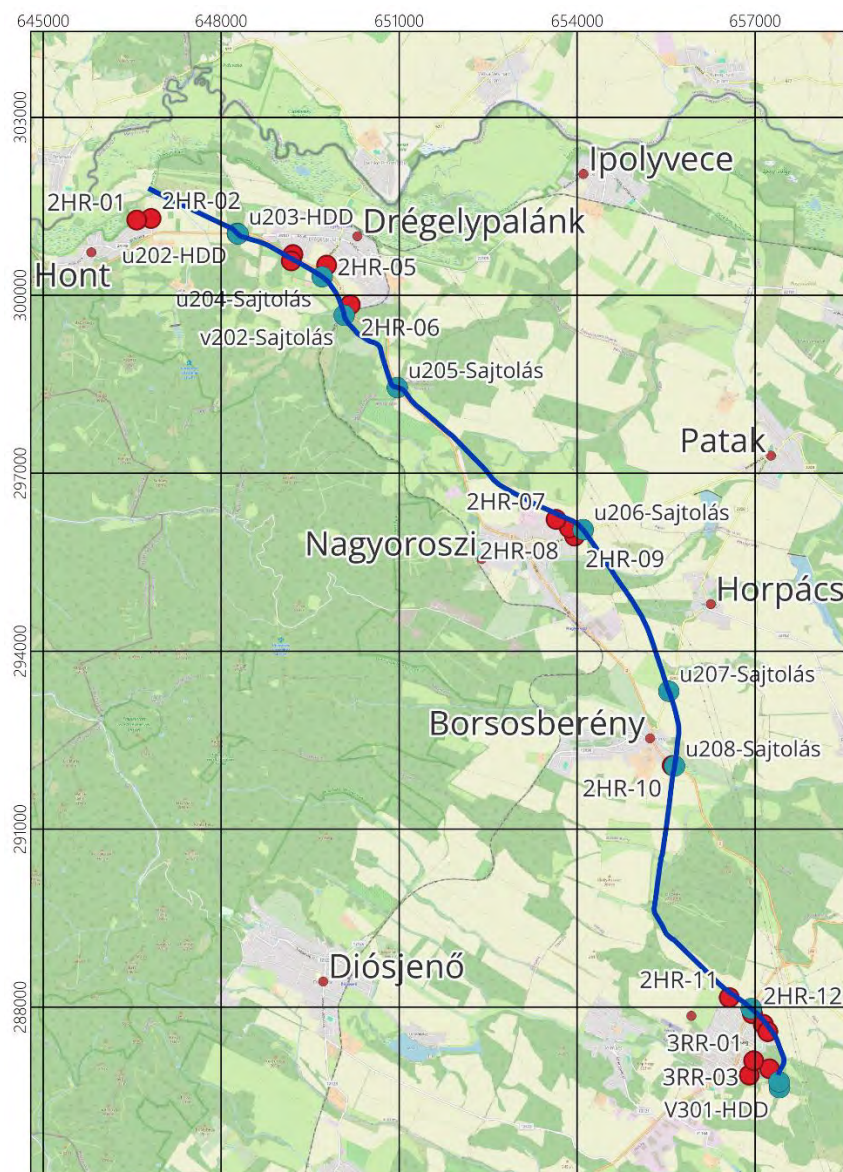 645000 648000 651000 654000 657000
303000
Ipolyvece
2HR-01 2HR-02 u203-HDD Drégelypalánk
u202-HDD
Hont 2HR-05
300000
u204-Sajtolás
v202-Sajtolás 2HR-06
u205-Sajtolás
Patak
297000
2HR-07 u206-Sajtolás
Nagyoroszi 2HR-08 2HR-09
Horpács
294000
u207-Sajtolás
Borsosberény
u208-Sajtolás
2HR-10
291000
Diósjenő
2HR-11 2HR-12
288000
3RR-01
3RR-03
V301-HDD